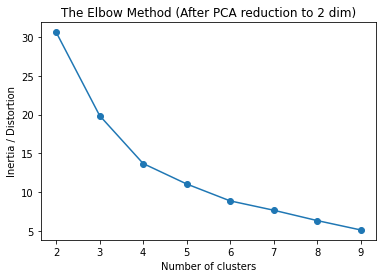 The Elbow Method (After PCA reduction to 2 dim)
30
25
20
15
10
5
Inertia / Distortion
2 3 4 5 6 7 8 9
Number of clusters